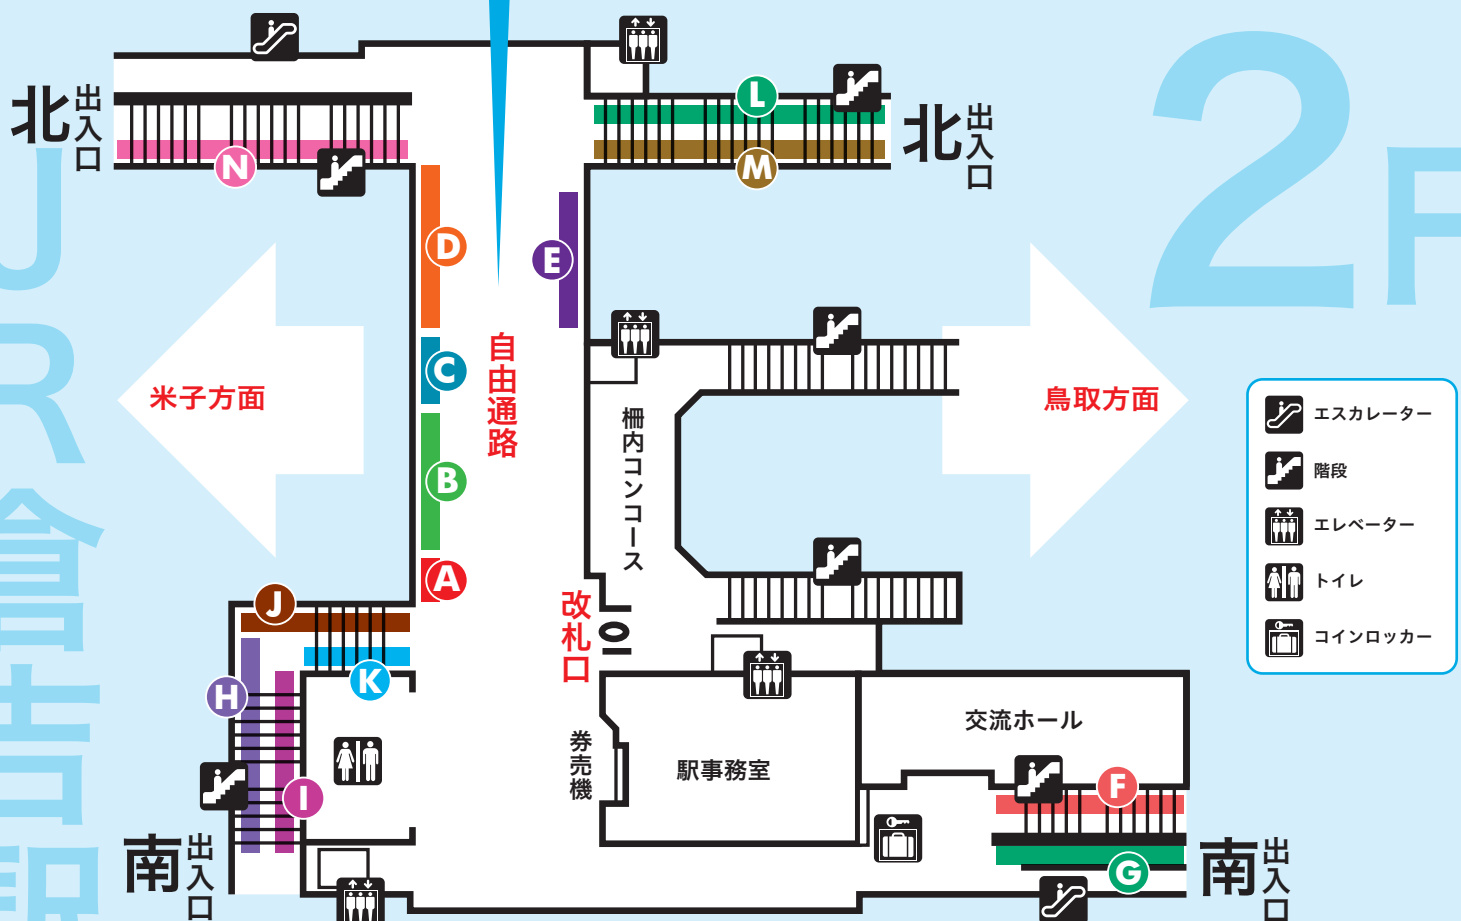 2F
JR倉吉駅
北
出入口
北
出入口
L
M
N
D
E
C
B
A
自由通路
米子方面
鳥取方面
柵内コンコース
改札口
J
K
H
I
券売機
駅事務室
交流ホール
F
G
南
出入口
南
出入口
エスカレーター
階段
エレベーター
トイレ
コインロッカー